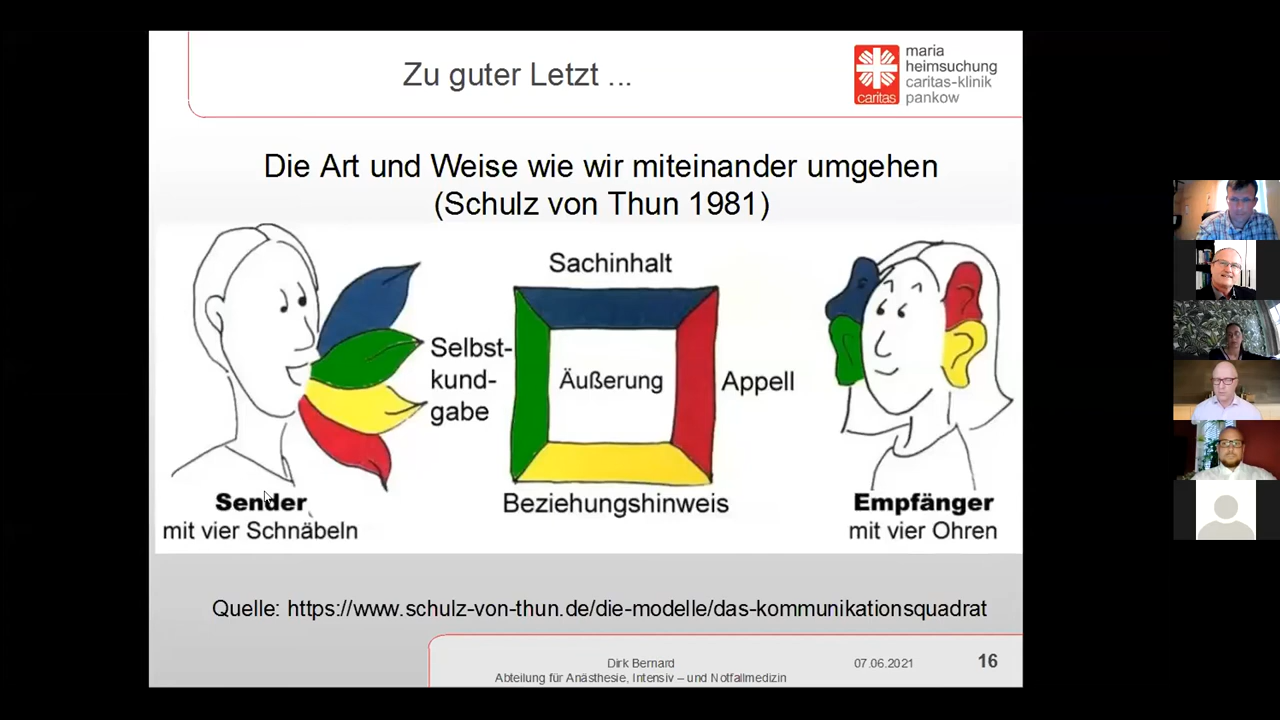 Zu guter Letzt ...
maria
heimsuchung
caritas-klinik
pankow
caritas
Die Art und Weise wie wir miteinander umgehen
(Schulz von Thun 1981)
Sachinhalt
Selbst-
kund-
gabe
Äußerung
Appell
Beziehungshinweis
Sender
mit vier Schnäbeln
Empfänger
mit vier Ohren
Quelle: https://www.schulz-von-thun.de/die-modelle/das-kommunikationsquadrat
Dirk Bernard
07.06.2021
16
Abteilung für Anästhesie, Intensiv – und Notfallmedizin